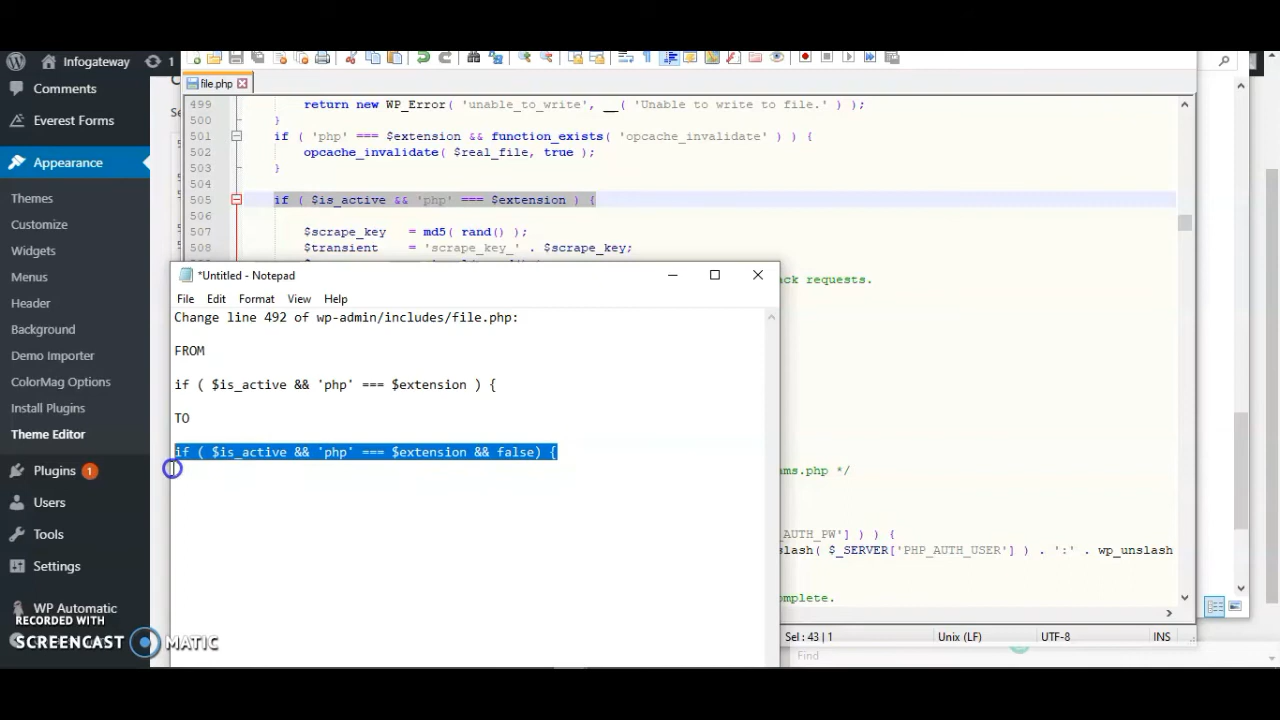 Infogateway
1
Comments
Everest Forms
Appearance
Themes
Customize
Widgets
Menus
Header
Background
Demo Importer
ColorMag Options
Install Plugins
Theme Editor
Plugins 1
Users
Tools
Settings
WP Automatic
RECORDED WITH
SCREENCAST MATIC
file.php
499 return new WP_Error( 'unable_to_write', __( 'Unable to write to file.' ) );
500 }
501 if ( 'php' === $extension && function_exists( 'opcache_invalidate' ) ) {
502 opcache_invalidate( $real_file, true );
503 }
504
505 if ( $is_active && 'php' === $extension ) {
506
507 $scrape_key = md5( rand() );
508 $transient = 'scrape_key_' . $scrape_key;
ack requests.
ams.php */
_AUTH_PW'] ) ) {
slash( $_SERVER['PHP_AUTH_USER'] ) . ':' . wp_unslash
omplete.
Sel : 43 | 1
Unix (LF)
UTF-8
INS
Find
*Untitled - Notepad
File Edit Format View Help
Change line 492 of wp-admin/includes/file.php:
FROM
if ( $is_active && 'php' === $extension ) {
TO
if ( $is_active && 'php' === $extension && false) {